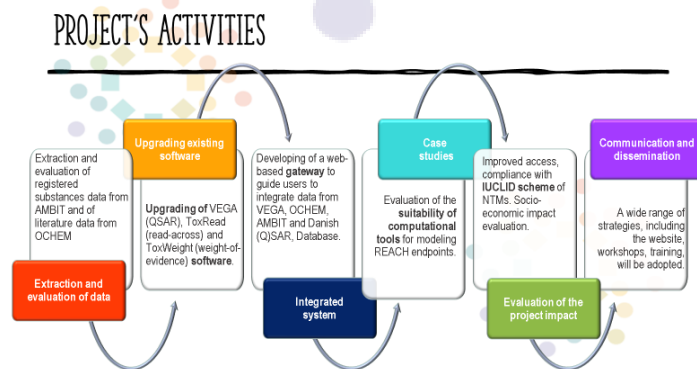 PROJECT'S ACTIVITIES
Extraction and
evaluation of
registered
substances data from
AMBIT and of
literature data from
OCHEM
Extraction and
evaluation of data
Upgrading existing
software
Upgrading of VEGA
(QSAR), ToxRead
(read-across) and
ToxWeight (weight-of-
evidence) software.
Developing of a web-
based gateway to
guide users to
integrate data from
VEGA, OCHEM,
AMBIT and Danish
(Q)SAR, Database.
Integrated
system
Case
studies
Evaluation of the
suitability of
computational
tools for modeling
REACH endpoints.
Improved access,
compliance with
IUCLID scheme of
NTMs. Socio-
economic impact
evaluation.
Evaluation of the
project impact
Communication and
dissemination
A wide range of
strategies, including
the website,
workshops, training,
will be adopted.